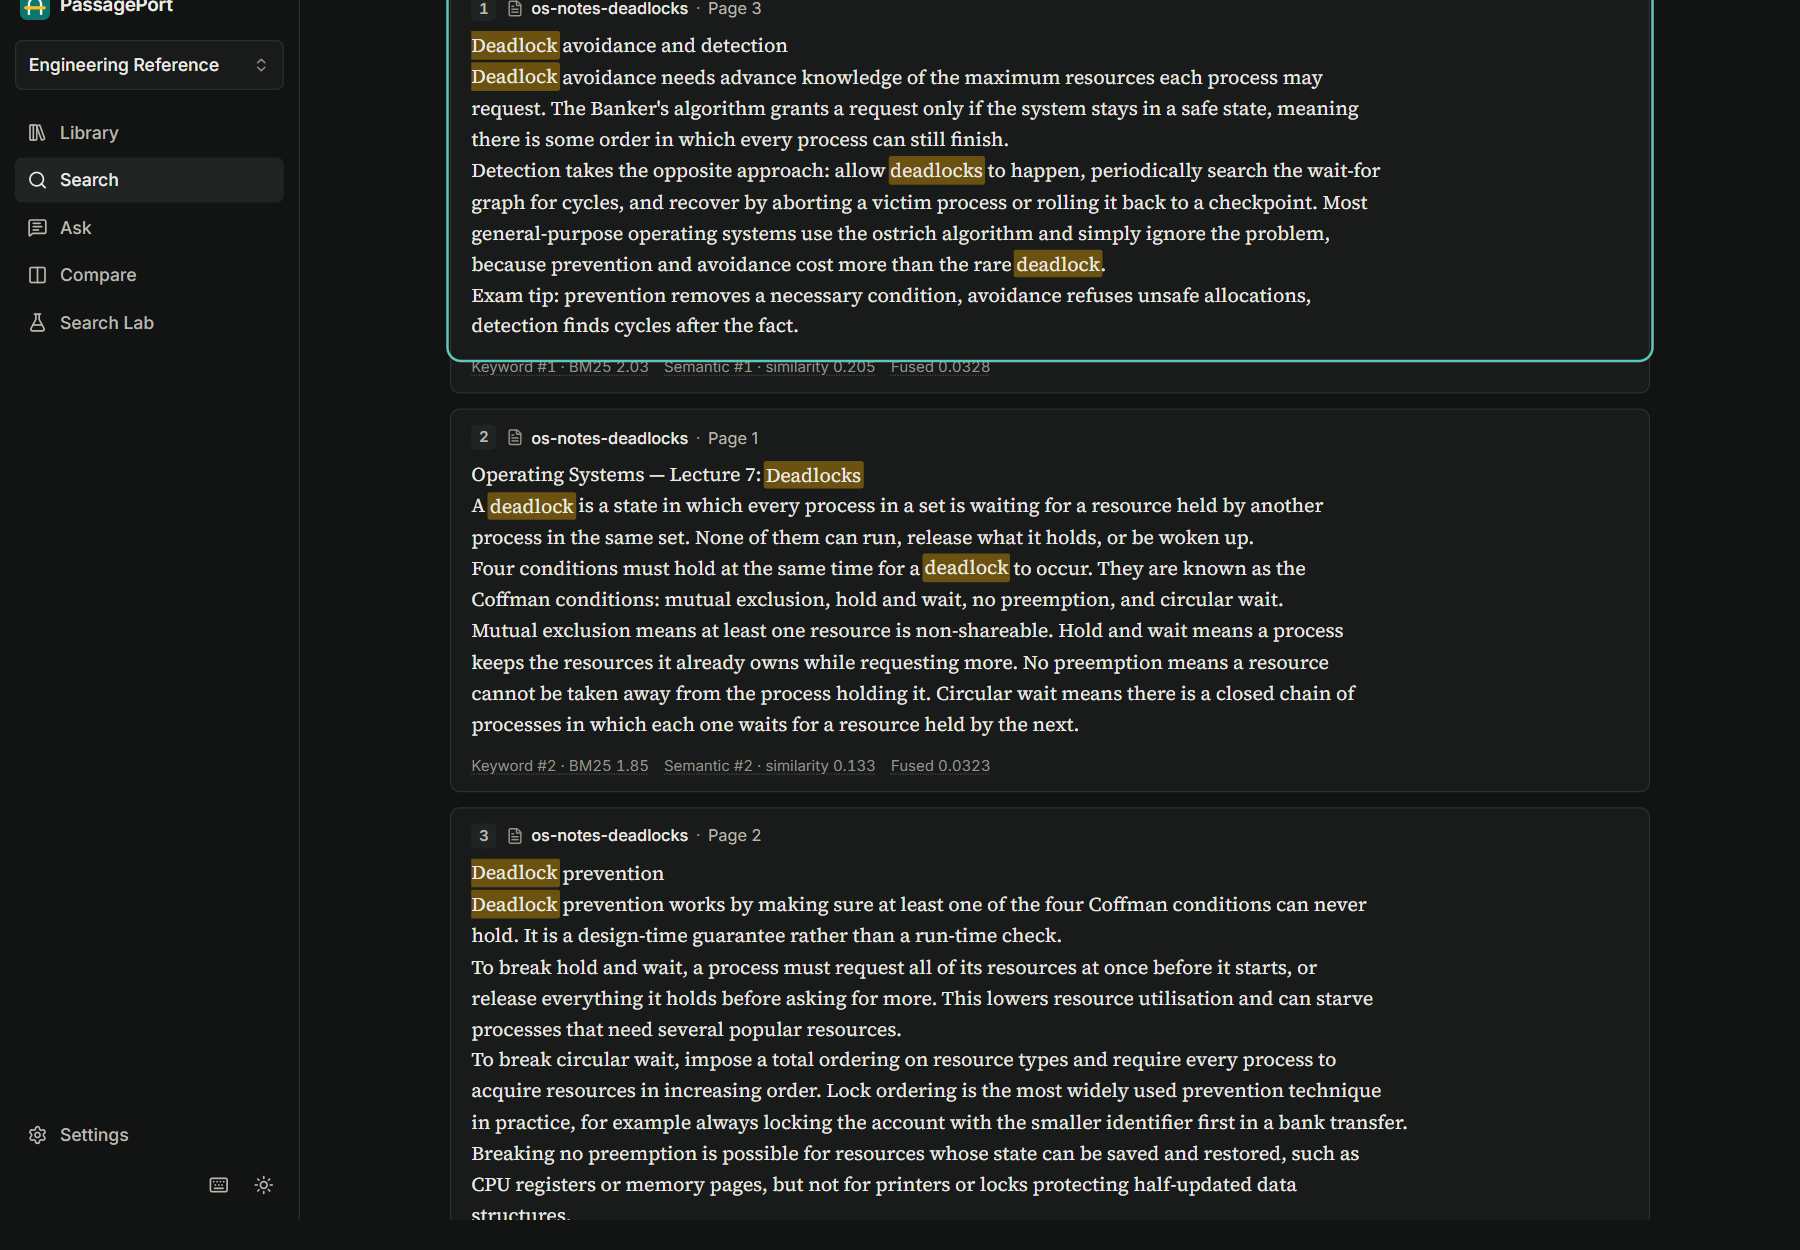 PassagePort
Engineering Reference
Library
Search
Ask
Compare
Search Lab
Settings
1 os-notes-deadlocks · Page 3
Deadlock avoidance and detection
Deadlock avoidance needs advance knowledge of the maximum resources each process may
request. The Banker's algorithm grants a request only if the system stays in a safe state, meaning
there is some order in which every process can still finish.
Detection takes the opposite approach: allow deadlocks to happen, periodically search the wait-for
graph for cycles, and recover by aborting a victim process or rolling it back to a checkpoint. Most
general-purpose operating systems use the ostrich algorithm and simply ignore the problem,
because prevention and avoidance cost more than the rare deadlock.
Exam tip: prevention removes a necessary condition, avoidance refuses unsafe allocations,
detection finds cycles after the fact.
Keyword #1 · BM25 2.03 Semantic #1 · similarity 0.205 Fused 0.0328
2 os-notes-deadlocks · Page 1
Operating Systems — Lecture 7: Deadlocks
A deadlock is a state in which every process in a set is waiting for a resource held by another
process in the same set. None of them can run, release what it holds, or be woken up.
Four conditions must hold at the same time for a deadlock to occur. They are known as the
Coffman conditions: mutual exclusion, hold and wait, no preemption, and circular wait.
Mutual exclusion means at least one resource is non-shareable. Hold and wait means a process
keeps the resources it already owns while requesting more. No preemption means a resource
cannot be taken away from the process holding it. Circular wait means there is a closed chain of
processes in which each one waits for a resource held by the next.
Keyword #2 · BM25 1.85 Semantic #2 · similarity 0.133 Fused 0.0323
3 os-notes-deadlocks · Page 2
Deadlock prevention
Deadlock prevention works by making sure at least one of the four Coffman conditions can never
hold. It is a design-time guarantee rather than a run-time check.
To break hold and wait, a process must request all of its resources at once before it starts, or
release everything it holds before asking for more. This lowers resource utilisation and can starve
processes that need several popular resources.
To break circular wait, impose a total ordering on resource types and require every process to
acquire resources in increasing order. Lock ordering is the most widely used prevention technique
in practice, for example always locking the account with the smaller identifier first in a bank transfer.
Breaking no preemption is possible for resources whose state can be saved and restored, such as
CPU registers or memory pages, but not for printers or locks protecting half-updated data
structures.